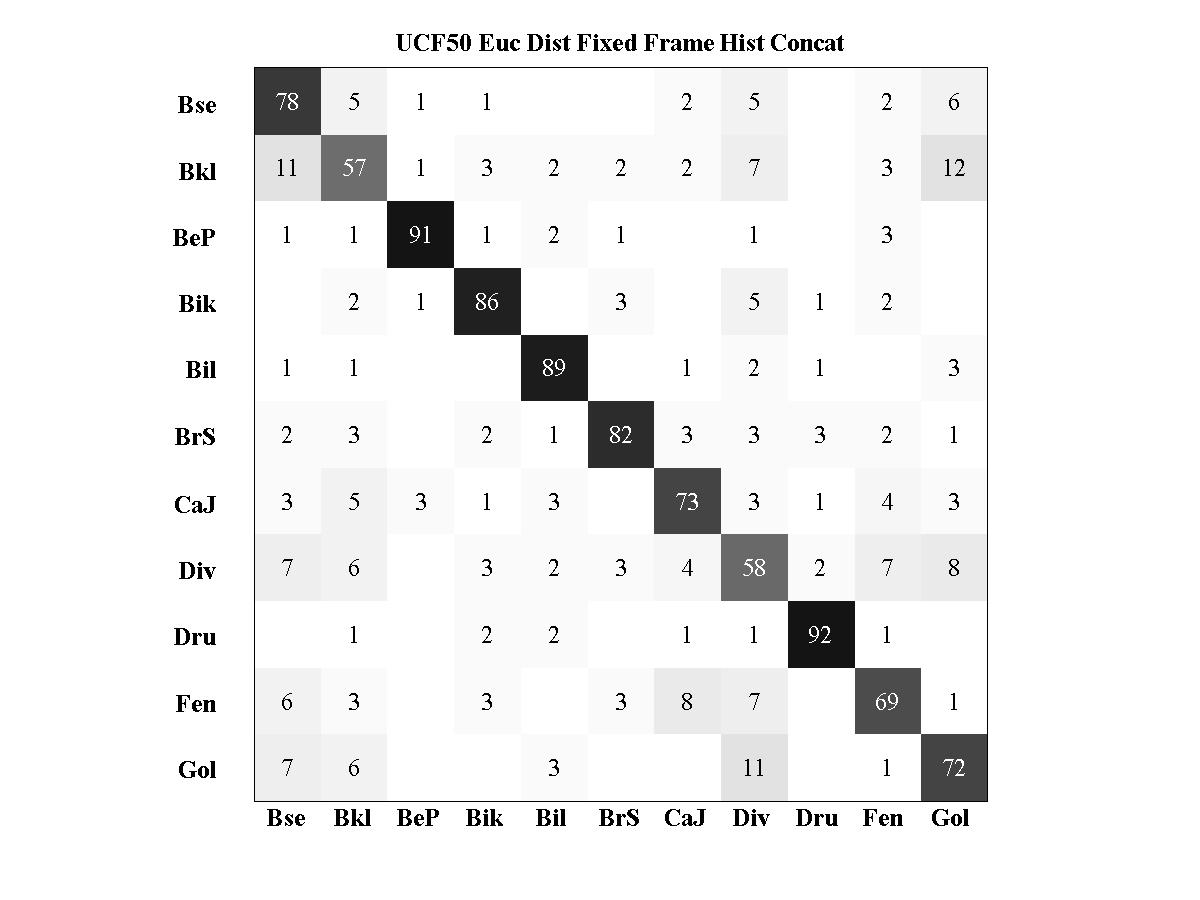 UCF50 Euc Dist Fixed Frame Hist Concat
Bse 78 5 1 1 2 5 2 6
Bkl 11 57 1 3 2 2 2 7 3 12
BeP 1 1 91 1 2 1 1 3
Bik 2 1 86 3 5 1 2
Bil 1 1 89 1 2 1 3
BrS 2 3 2 1 82 3 3 3 2 1
CaJ 3 5 3 1 3 73 3 1 4 3
Div 7 6 3 2 3 4 58 2 7 8
Dru 1 2 2 1 1 92 1
Fen 6 3 3 3 8 7 69 1
Gol 7 6 3 11 1 72
Bse Bkl BeP Bik Bil BrS CaJ Div Dru Fen Gol